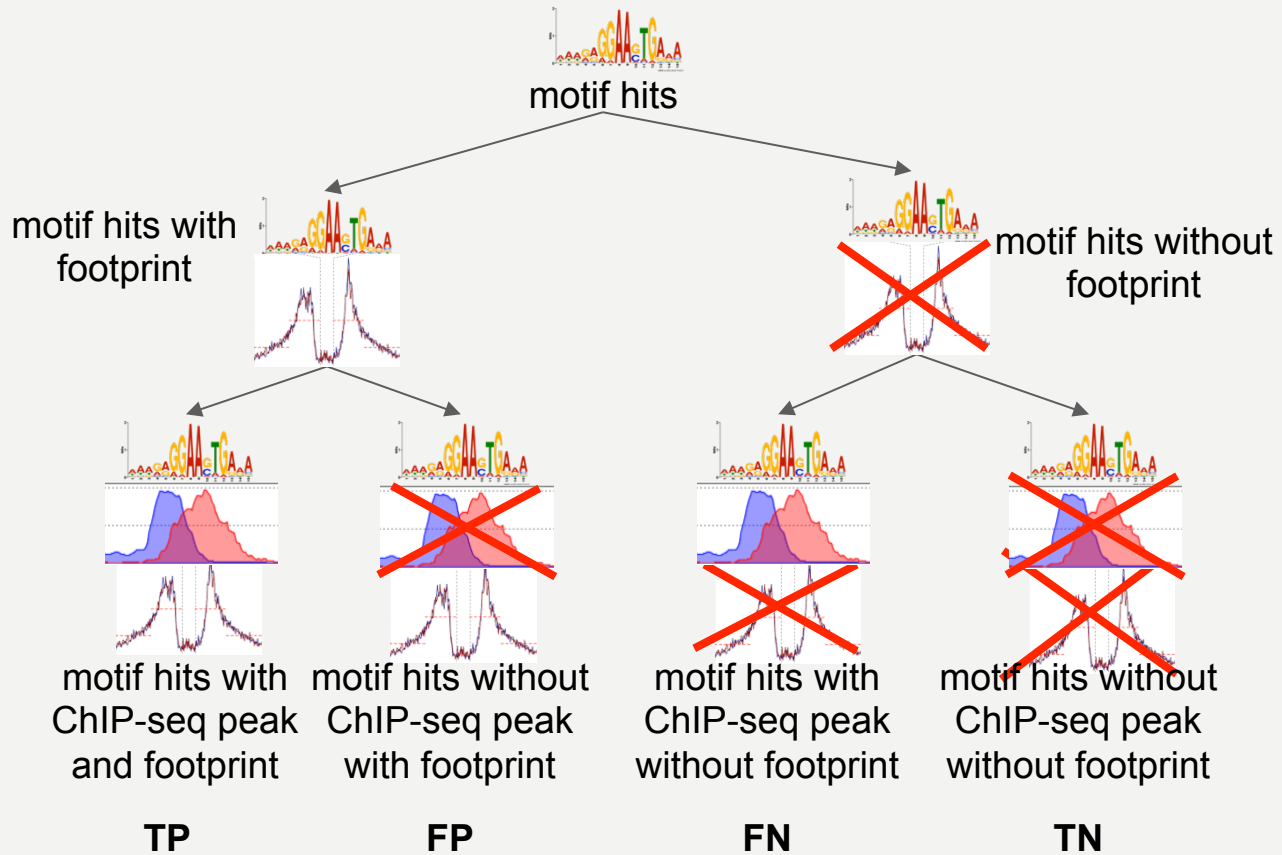 motif hits
motif hits with
footprint
motif hits without
footprint
motif hits with
ChIP-seq peak
and footprint
motif hits without
ChIP-seq peak
with footprint
motif hits with
ChIP-seq peak
without footprint
motif hits without
ChIP-seq peak
without footprint
TP
FP
FN
TN